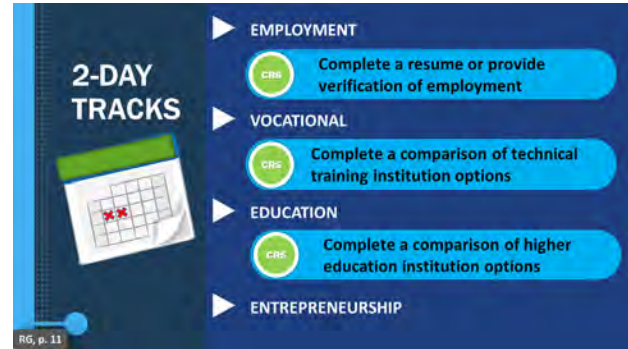 2-DAY
TRACKS
EMPLOYMENT
CRS
Complete a resume or provide
verification of employment
VOCATIONAL
CRS
Complete a comparison of technical
training institution options
EDUCATION
CRS
Complete a comparison of higher
education institution options
ENTREPRENEURSHIP
RG, p. 11